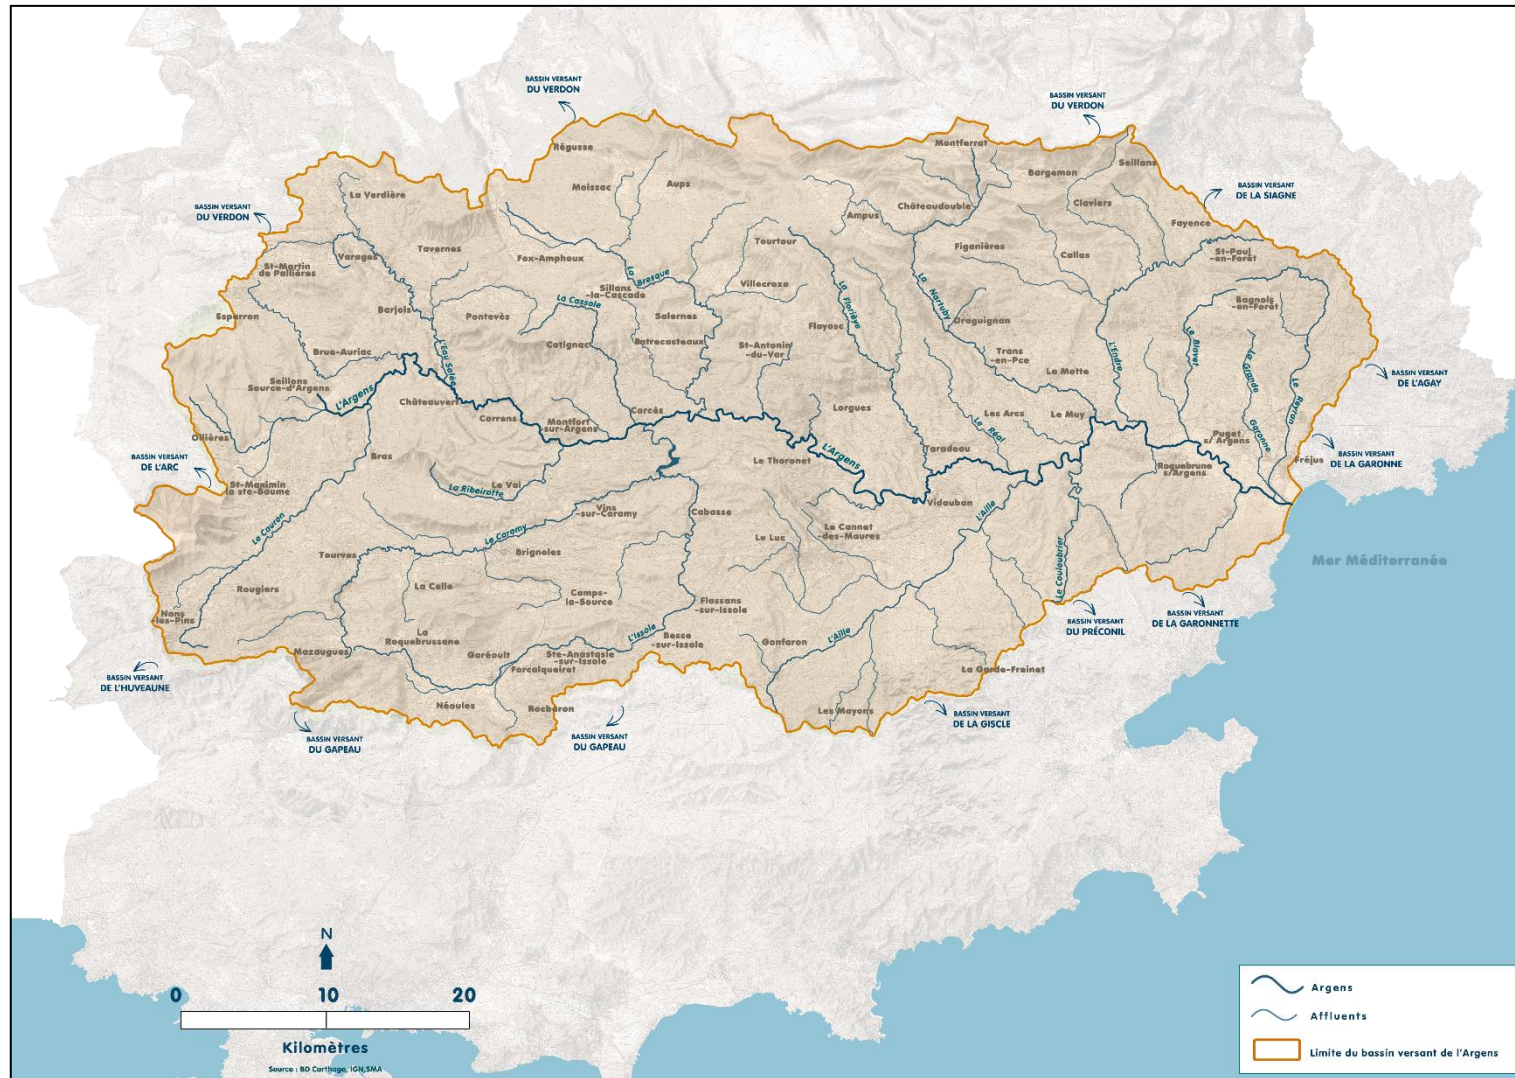 BASSIN VERSANT
DU VERDON
BASSIN VERSANT
DU VERDON
Régusse
Montferrat
Seillans
Moissac
Aups
Bargemon
La Verdière
BASSIN VERSANT
DE LA SIAGNE
BASSIN VERSANT
DU VERDON
Châteaudouble
Claviers
Ampus
Fayence
Tavernes
Tourtour
Figanières
Callas
St-Paul
-en-Forêt
Varages
Fox-Amphoux
St-Martin
de Pallières
La
Bresque
Villecroze
Sillans
-la-Cascade
La Florièye
La Nartuby
La Cassole
Bagnols
-en-Forêt
Esparron
Barjols
Pontevès
Salernes
Flayosc
Draguignan
Le Blavet
Cotignac
Entrecasteaux
St-Antonin
-du-Var
Brue-Auriac
L'Eau Salée
Trans
-en-Pce
L'Endre
La Motte
La Grande
Garonne
Le Reyran
BASSIN VERSANT
DE L'AGAY
Seillons
Source-d'Argens
L'Argens
Châteauvert
Correns
Montfort
-sur-Argens
Carcès
Lorgues
Les Arcs
Le Réal
Le Muy
Ollières
Bras
L'Argens
Taradeau
Puget
s/ Argens
BASSIN VERSANT
DE L'ARC
BASSIN VERSANT
DE LA GARONNE
Le Thoronet
Fréjus
Roquebrune
s/Argens
St-Maximin
la ste-Baume
Le Val
La Ribeirotte
Vidauban
Vins
-sur-Caramy
Cabasse
L'Aille
Le Cauron
Le Caramy
Le Luc
Le Cannet
-des-Maures
Tourves
Brignoles
Mer Méditerranée
Le Couloubrier
Rougiers
La Celle
Camps-
la-Source
Flassans
-sur-Issole
BASSIN VERSANT
DE LA GARONNETTE
Nans
-les-Pins
BASSIN VERSANT
DU PRÉCONIL
La
Roquebrussane
L'Issole
Besse
-sur-Issole
Gonfaron
L'Aille
Mazaugues
Garéoult
Ste-Anastasie
-sur-Issole
Forcalqueiret
La Garde-Freinet
BASSIN VERSANT
DE L'HUVEAUNE
Néoules
Rocbaron
Les Mayons
BASSIN VERSANT
DE LA GISCLE
BASSIN VERSANT
DU GAPEAU
BASSIN VERSANT
DU GAPEAU
N
0 10 20
Kilomètres
Source : BD Carthage, IGN,SMA
Argens
Affluents
Limite du bassin versant de l'Argens